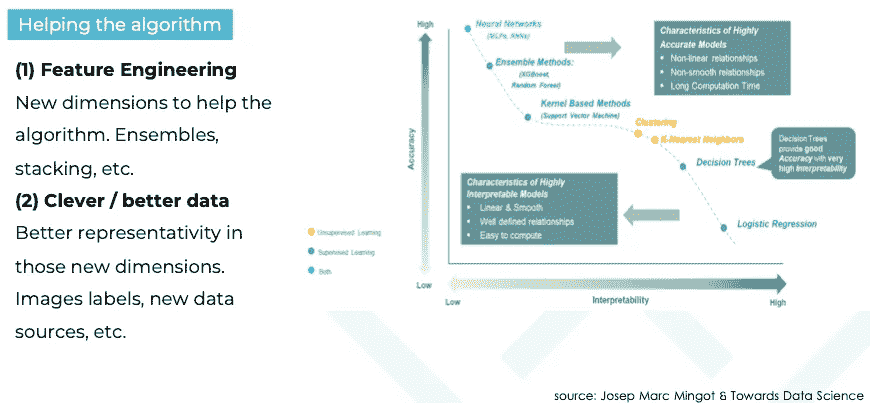 Helping the algorithm
(1) Feature Engineering
New dimensions to help the
algorithm. Ensembles,
stacking, etc.
(2) Clever / better data
Better representativity in
those new dimensions.
Images labels, new data
sources, etc.
High
Accuracy
Low
Neural Networks
(MLPs, RNNs)
Ensemble Methods:
(XGBoost,
Random Forest)
Kernel Based Methods
(Support Vector Machine)
Clustering
K-Nearest Neighbors
Decision Trees
Logistic Regression
Characteristics of Highly
Accurate Models
• Non-linear relationships
• Non-smooth relationships
• Long Computation Time
Decision Trees
provide good
Accuracy with very
high Interpretability
Characteristics of Highly
Interpretable Models
• Linear & Smooth
• Well defined relationships
• Easy to compute
Unsupervised Learning
Supervised Learning
Both
Low
Interpretability
High
source: Josep Marc Mingot & Towards Data Science